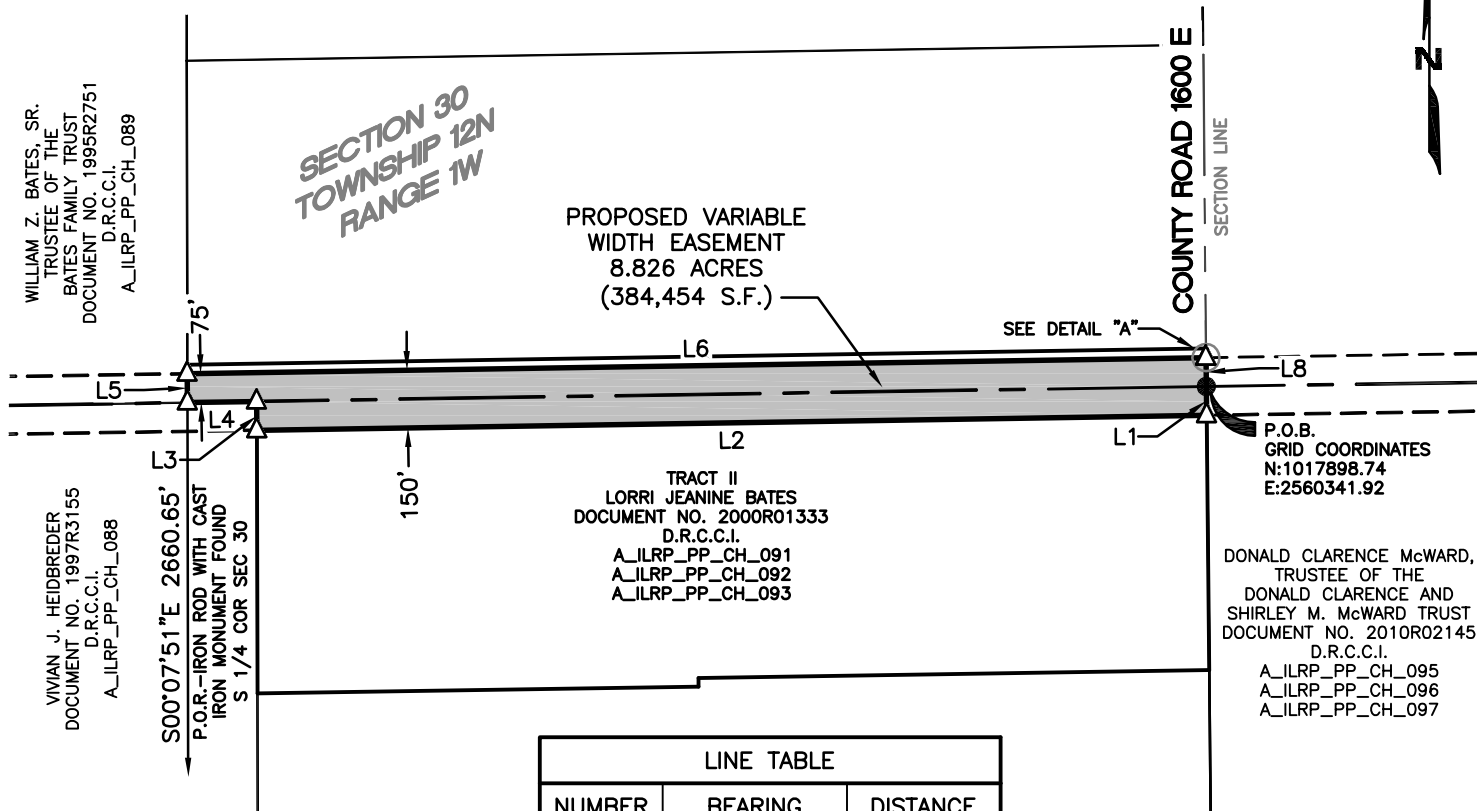 WILLIAM Z. BATES, SR.
TRUSTEE OF THE
BATES FAMILY TRUST
DOCUMENT NO. 1995R2751
D.R.C.C.I.
A_ILRP_PP_CH_089
SECTION 30
TOWNSHIP 12N
RANGE 1W
PROPOSED VARIABLE
WIDTH EASEMENT
8.826 ACRES
(384,454 S.F.)
COUNTY ROAD 1600 E
SECTION LINE
N
SEE DETAIL "A"
75'
L6
L8
L5
L4
L3
L2
L1
150'
P.O.B.
GRID COORDINATES
N:1017898.74
E:2560341.92
TRACT II
LORRI JEANINE BATES
DOCUMENT NO. 2000R01333
D.R.C.C.I.
A_ILRP_PP_CH_091
A_ILRP_PP_CH_092
A_ILRP_PP_CH_093
VIVIAN J. HEIDBREDER
DOCUMENT NO. 1997R3155
D.R.C.C.I.
A_ILRP_PP_CH_088
S00°07'51"E 2660.65'
P.O.R.-IRON ROD WITH CAST
IRON MONUMENT FOUND
S 1/4 COR SEC 30
DONALD CLARENCE McWARD,
TRUSTEE OF THE
DONALD CLARENCE AND
SHIRLEY M. McWARD TRUST
DOCUMENT NO. 2010R02145
D.R.C.C.I.
A_ILRP_PP_CH_095
A_ILRP_PP_CH_096
A_ILRP_PP_CH_097
LINE TABLE
NUMBER BEARING DISTANCE